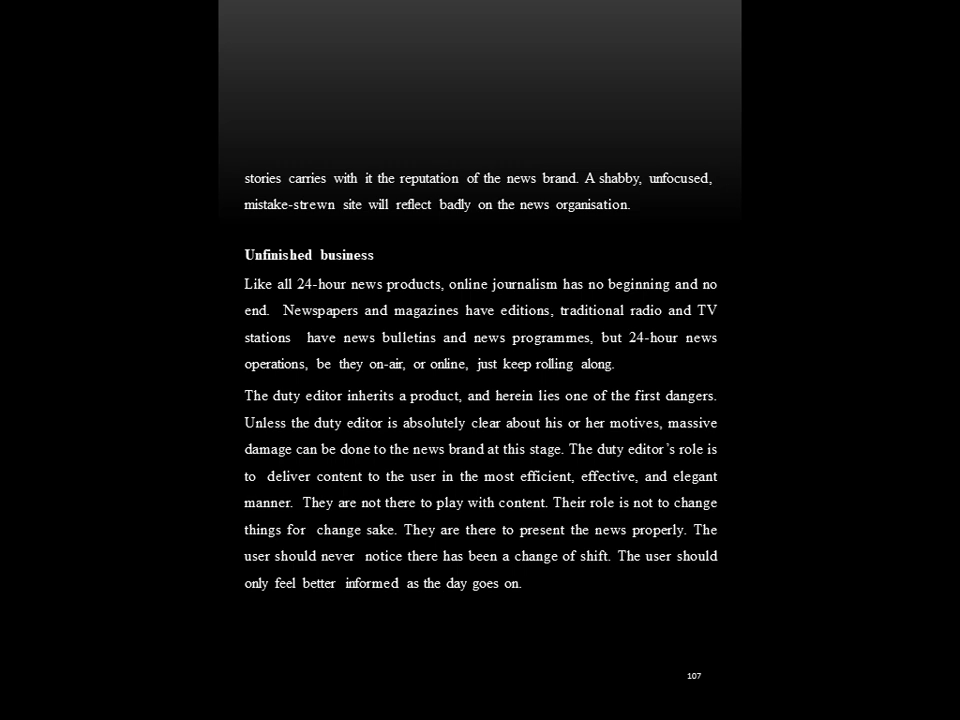 stories carries with it the reputation of the news brand. A shabby, unfocused,
mistake-strewn site will reflect badly on the news organisation.
Unfinished business
Like all 24-hour news products, online journalism has no beginning and no
end. Newspapers and magazines have editions, traditional radio and TV
stations have news bulletins and news programmes, but 24-hour news
operations, be they on-air, or online, just keep rolling along.
The duty editor inherits a product, and herein lies one of the first dangers.
Unless the duty editor is absolutely clear about his or her motives, massive
damage can be done to the news brand at this stage. The duty editor's role is
to deliver content to the user in the most efficient, effective, and elegant
manner. They are not there to play with content. Their role is not to change
things for change sake. They are there to present the news properly. The
user should never notice there has been a change of shift. The user should
only feel better informed as the day goes on.
107